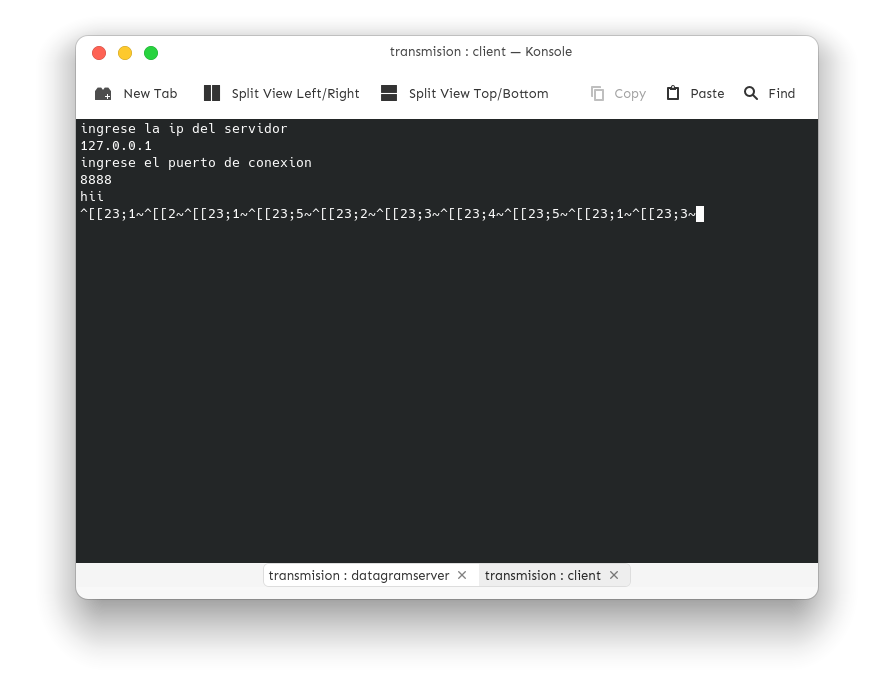 transmision : client — Konsole
New Tab Split View Left/Right Split View Top/Bottom Copy Paste Find
ingrese la ip del servidor
127.0.0.1
ingrese el puerto de conexion
8888
hii
^[[23;1~^[[2~^[[23;1~^[[23;5~^[[23;2~^[[23;3~^[[23;4~^[[23;5~^[[23;1~^[[23;3~
transmision : datagramserver transmision : client